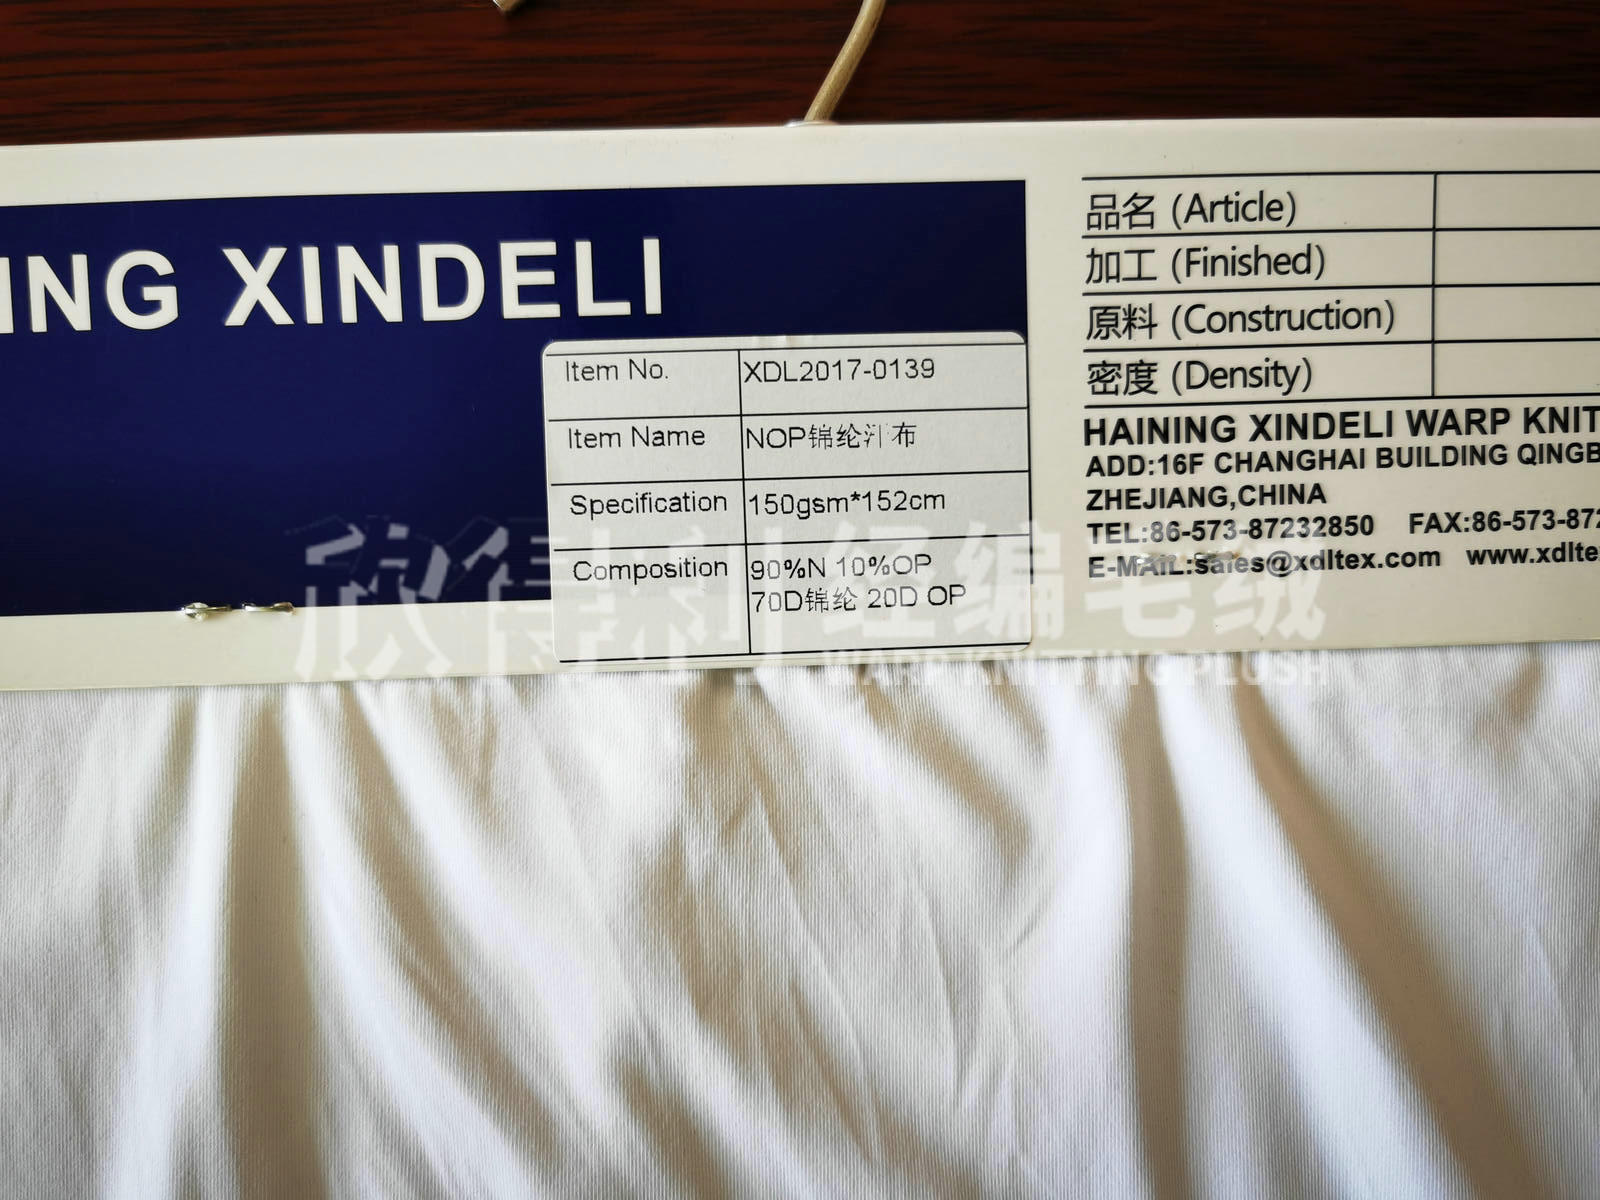 ING XINDELI
Item No. XDL2017-0139
Item Name NOP锦纶 布
Specification 150gsm*152cm
Composition 90%N 10%OP
70D锦纶 20D OP
品名 (Article)
加工 (Finished)
原料 (Construction)
密度 (Density)
HAINING XINDELI WARP KNIT
ADD:16F CHANGHAI BUILDING QINGB
ZHEJIANG,CHINA
TEL:86-573-87232850 FAX:86-573-872
E-MAIL:sales@xdltex.com www.xdlte
欣得利 经编毛绒
WARP KNITTING PLUSH